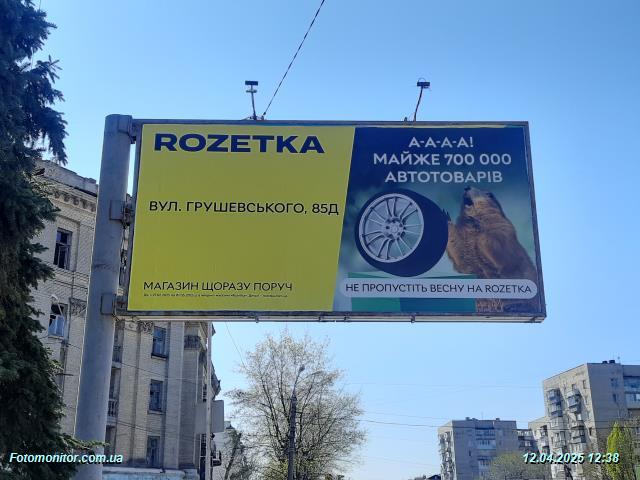 ROZETKA
ВУЛ. ГРУШЕВСЬКОГО, 85Д
МАГАЗИН ЩОРАЗУ ПОРУЧ
А-А-А-А!
МАЙЖЕ 700 000
АВТОТОВАРІВ
НЕ ПРОПУСТІТЬ ВЕСНУ НА ROZETKA
Fotomonitor.com.ua
12.04.2025 12:38